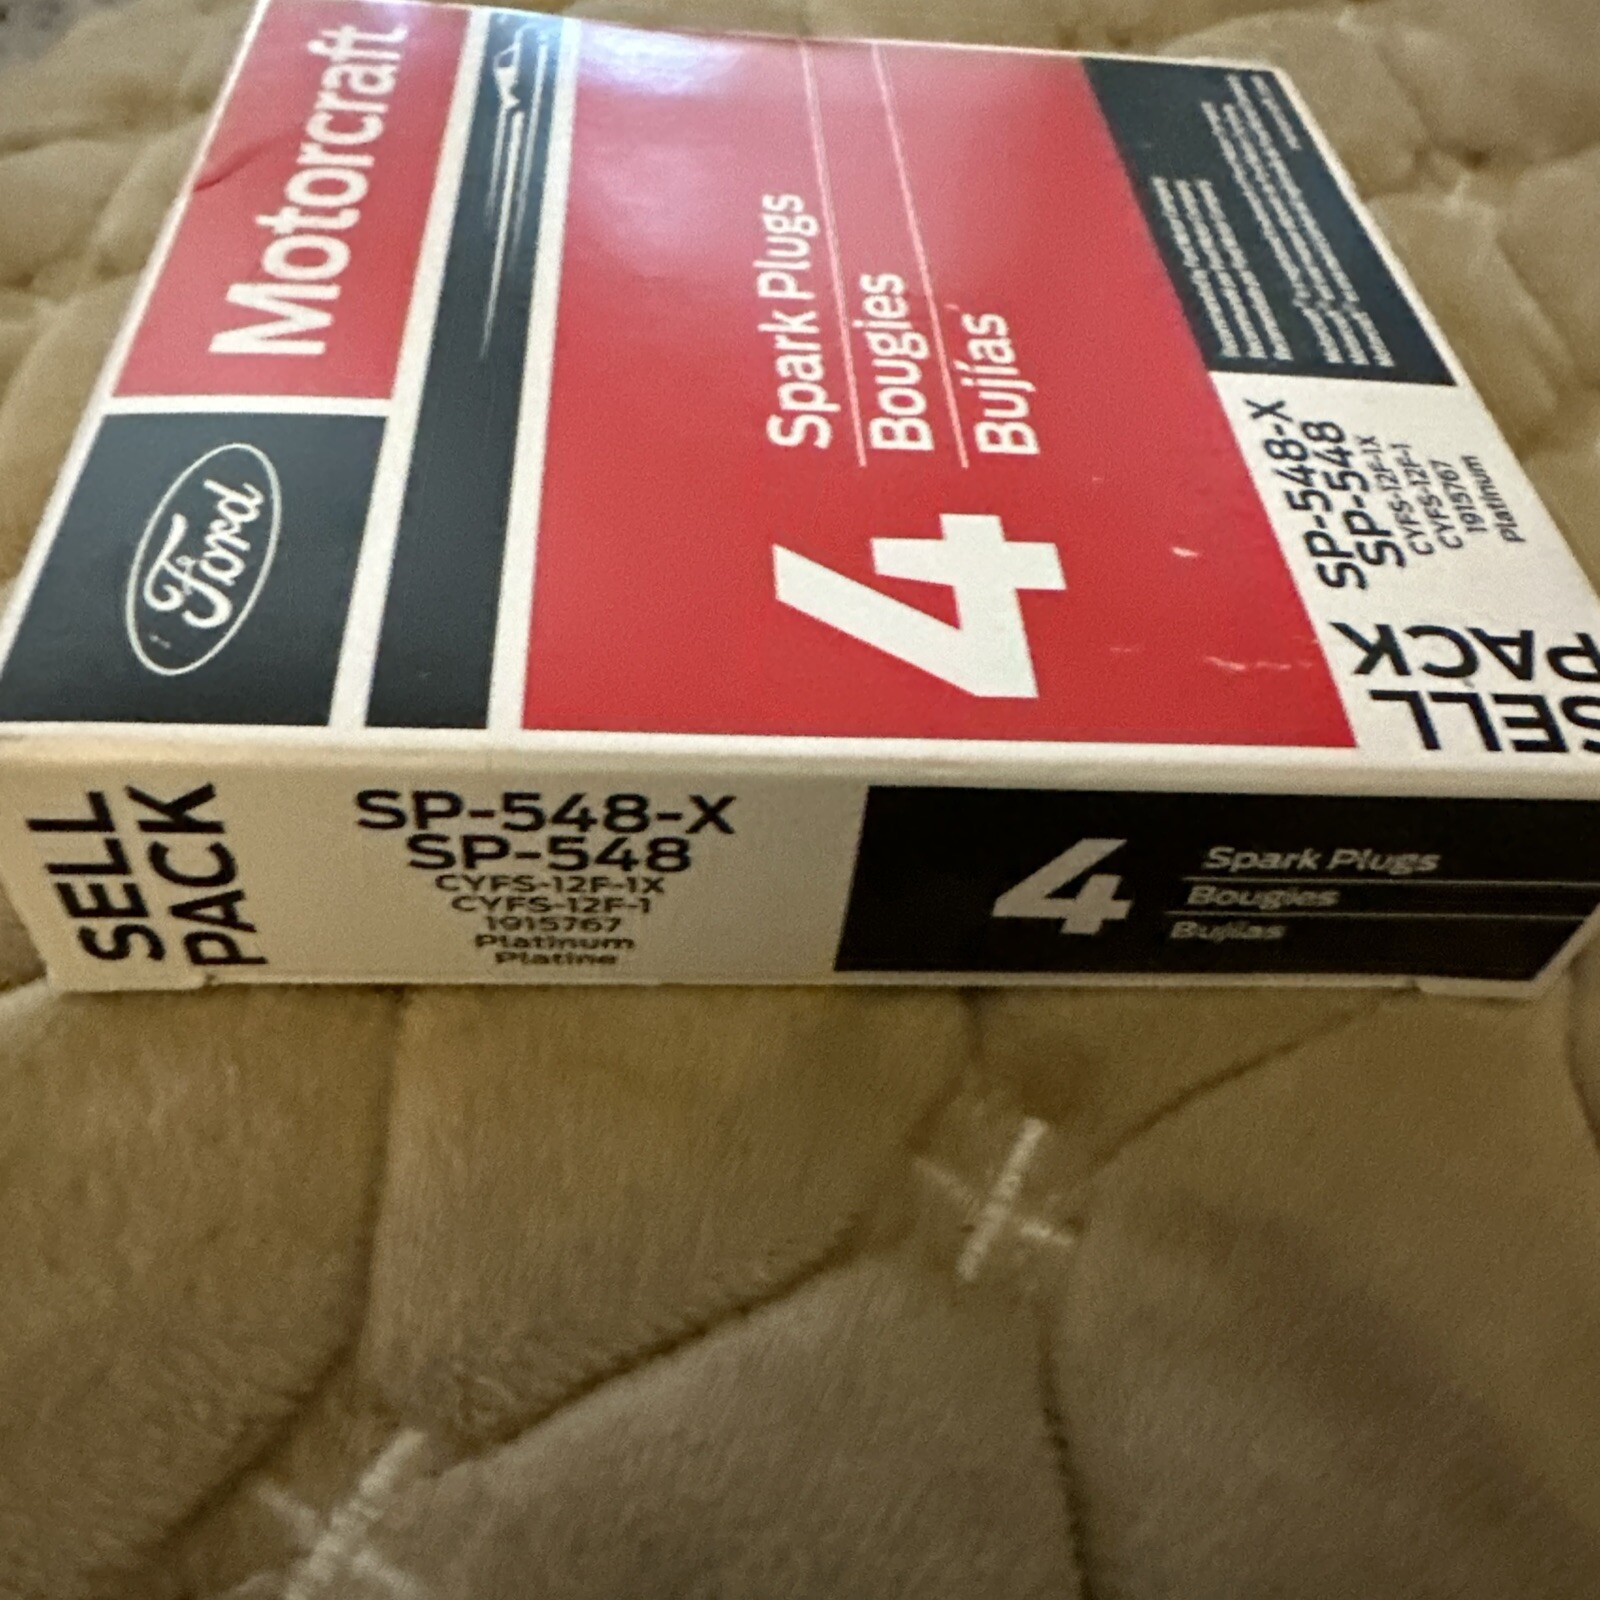 Ford
Motorcraft
4
Spark Plugs
Bougies
Bujías
SELL
PACK
SP-548-X
SP-548
CYFS-12F-1X
CYFS-12F-1
1915767
Platinum
SELL
PACK
SP-548-X
SP-548
CYFS-12F-1X
CYFS-12F-1
1915767
Platinum
Platine
4
Spark Plugs
Bougies
Bujías